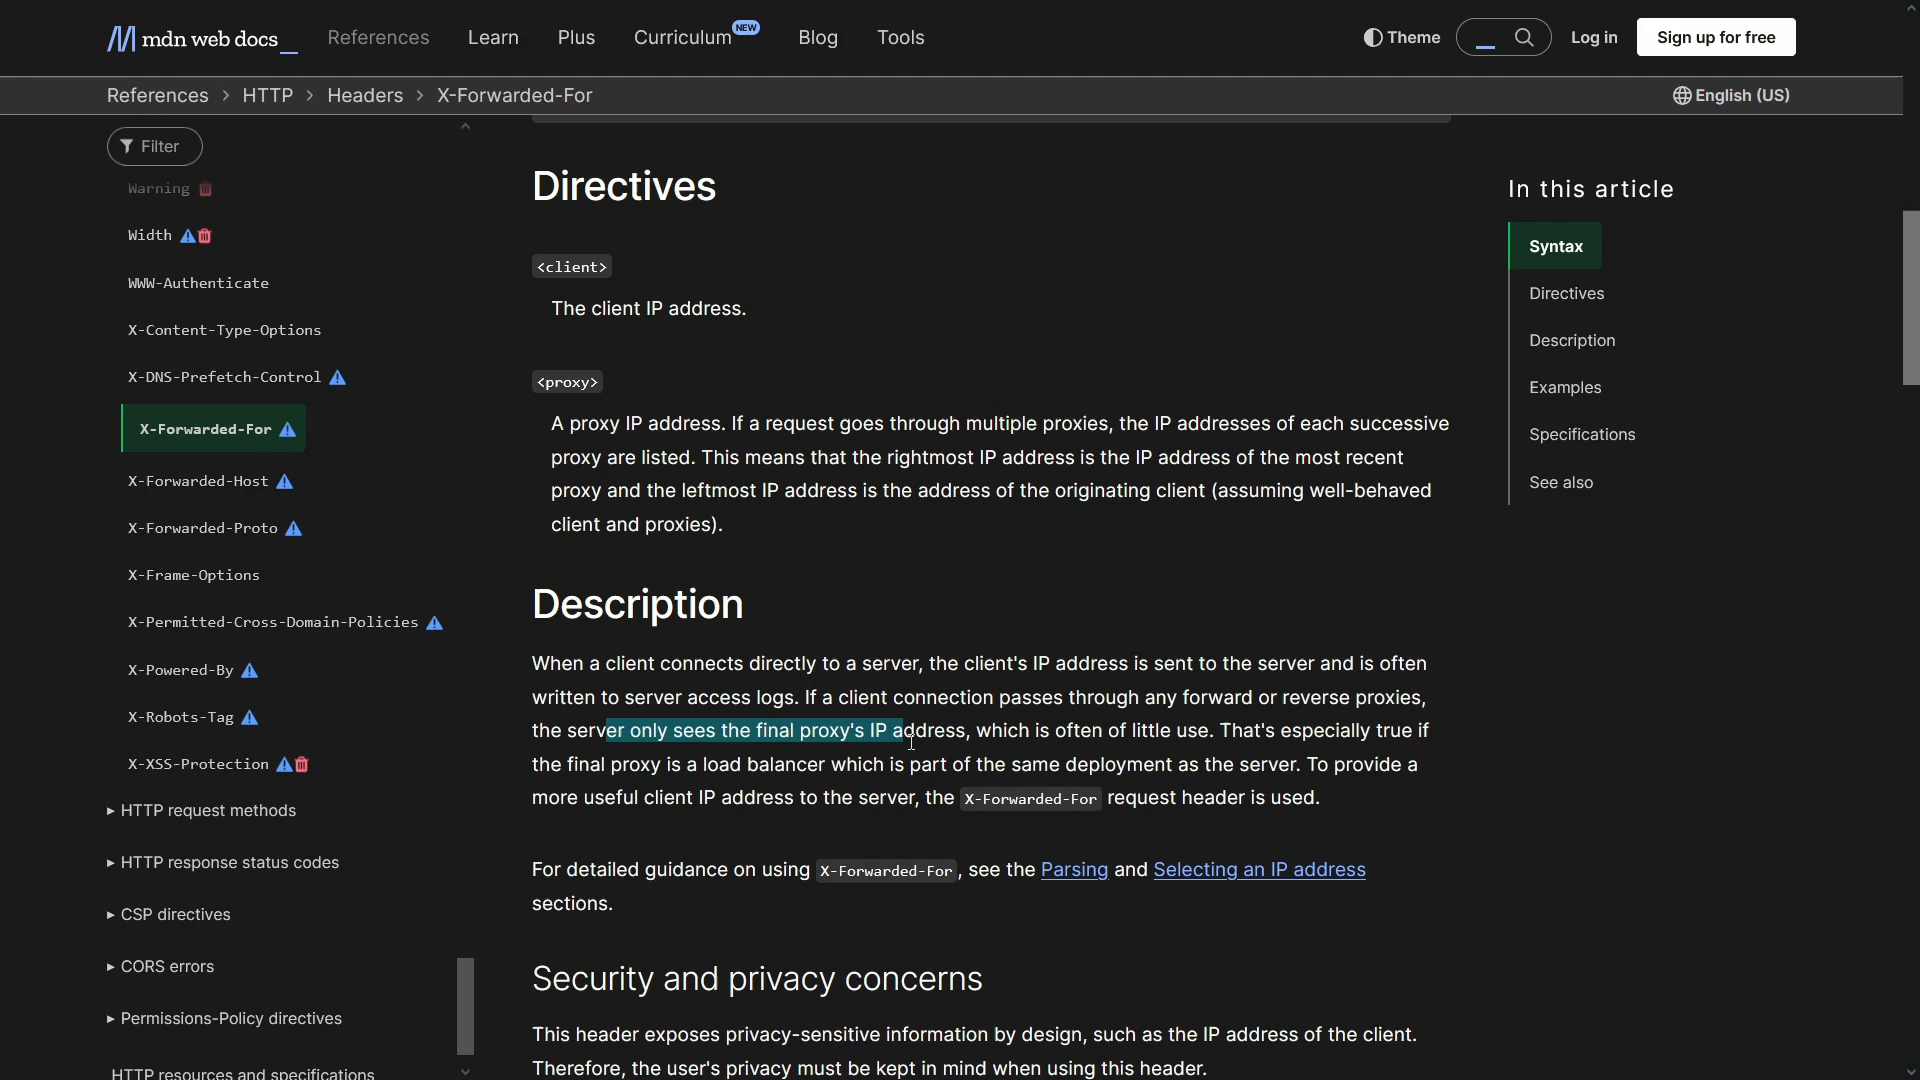 mdn web docs_
References
Learn
Plus
Curriculum NEW
Blog
Tools
Theme
Log in
Sign up for free
References > HTTP > Headers > X-Forwarded-For
English (US)
Filter
Warning
Width
WWW-Authenticate
X-Content-Type-Options
X-DNS-Prefetch-Control
X-Forwarded-For
X-Forwarded-Host
X-Forwarded-Proto
X-Frame-Options
X-Permitted-Cross-Domain-Policies
X-Powered-By
X-Robots-Tag
X-XSS-Protection
HTTP request methods
HTTP response status codes
CSP directives
CORS errors
Permissions-Policy directives
HTTP resources and specifications
Directives
<client>
The client IP address.
<proxy>
A proxy IP address. If a request goes through multiple proxies, the IP addresses of each successive
proxy are listed. This means that the rightmost IP address is the IP address of the most recent
proxy and the leftmost IP address is the address of the originating client (assuming well-behaved
client and proxies).
Description
When a client connects directly to a server, the client's IP address is sent to the server and is often
written to server access logs. If a client connection passes through any forward or reverse proxies,
the server only sees the final proxy's IP address, which is often of little use. That's especially true if
the final proxy is a load balancer which is part of the same deployment as the server. To provide a
more useful client IP address to the server, the X-Forwarded-For request header is used.
For detailed guidance on using X-Forwarded-For, see the Parsing and Selecting an IP address
sections.
Security and privacy concerns
This header exposes privacy-sensitive information by design, such as the IP address of the client.
Therefore, the user's privacy must be kept in mind when using this header.
In this article
Syntax
Directives
Description
Examples
Specifications
See also